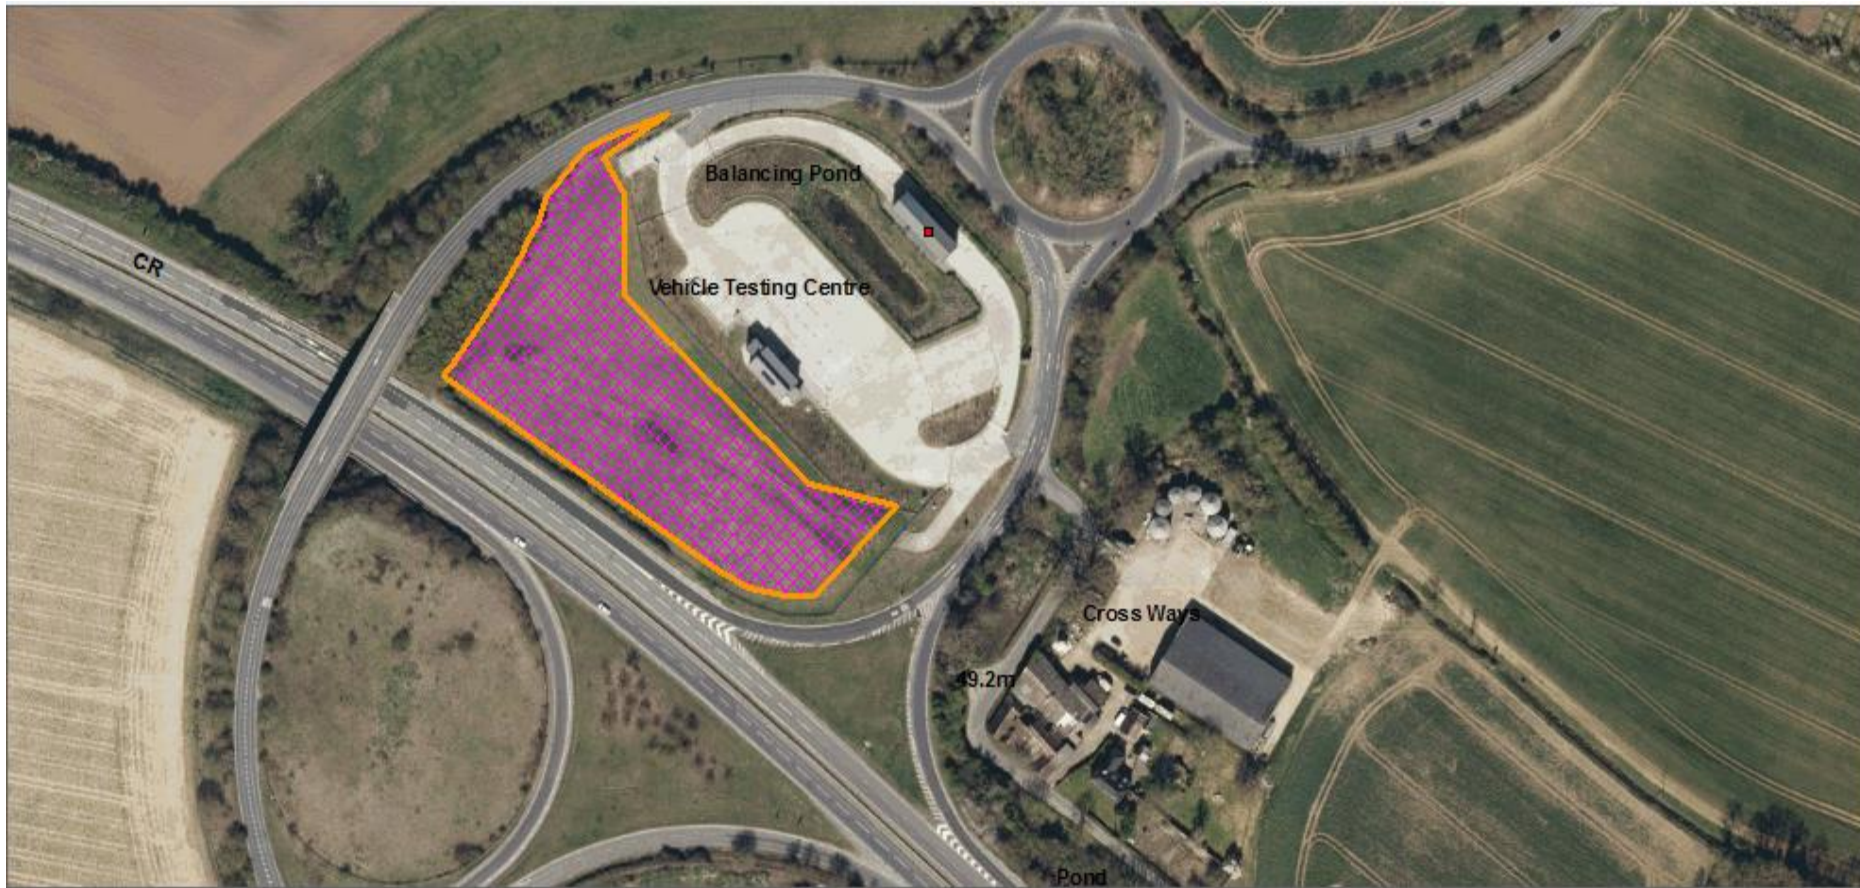 Balancing Pond
CR
Vehicle Testing Centre
Cross Ways
49.2m
Pond